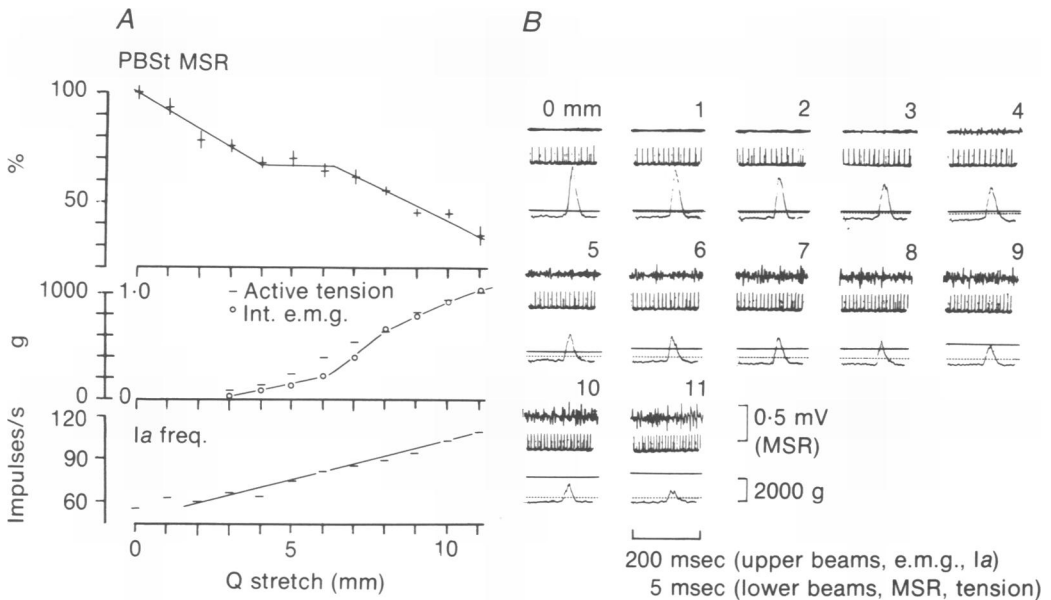 A
PBSt MSR
100
50
%
1000
1·0
– Active tension
° Int. e.m.g.
g
0
0
120
90
60
Ia freq.
Impulses/s
0
5
10
Q stretch (mm)
B
0 mm
1
2
3
4
5
6
7
8
9
10
11
0·5 mV
(MSR)
2000 g
200 msec (upper beams, e.m.g., Ia)
5 msec (lower beams, MSR, tension)